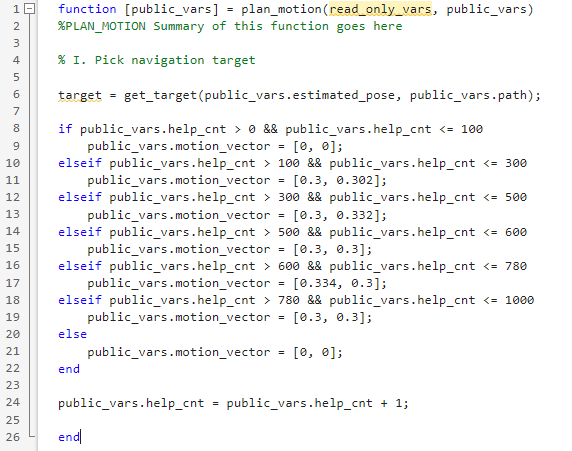 1 function [public_vars] = plan_motion(read_only_vars, public_vars)
2 %PLAN_MOTION Summary of this function goes here
3
4 % I. Pick navigation target
5
6 target = get_target(public_vars.estimated_pose, public_vars.path);
7
8 if public_vars.help_cnt > 0 && public_vars.help_cnt <= 100
9 public_vars.motion_vector = [0, 0];
10 elseif public_vars.help_cnt > 100 && public_vars.help_cnt <= 300
11 public_vars.motion_vector = [0.3, 0.302];
12 elseif public_vars.help_cnt > 300 && public_vars.help_cnt <= 500
13 public_vars.motion_vector = [0.3, 0.332];
14 elseif public_vars.help_cnt > 500 && public_vars.help_cnt <= 600
15 public_vars.motion_vector = [0.3, 0.3];
16 elseif public_vars.help_cnt > 600 && public_vars.help_cnt <= 780
17 public_vars.motion_vector = [0.334, 0.3];
18 elseif public_vars.help_cnt > 780 && public_vars.help_cnt <= 1000
19 public_vars.motion_vector = [0.3, 0.3];
20 else
21 public_vars.motion_vector = [0, 0];
22 end
23
24 public_vars.help_cnt = public_vars.help_cnt + 1;
25
26 end